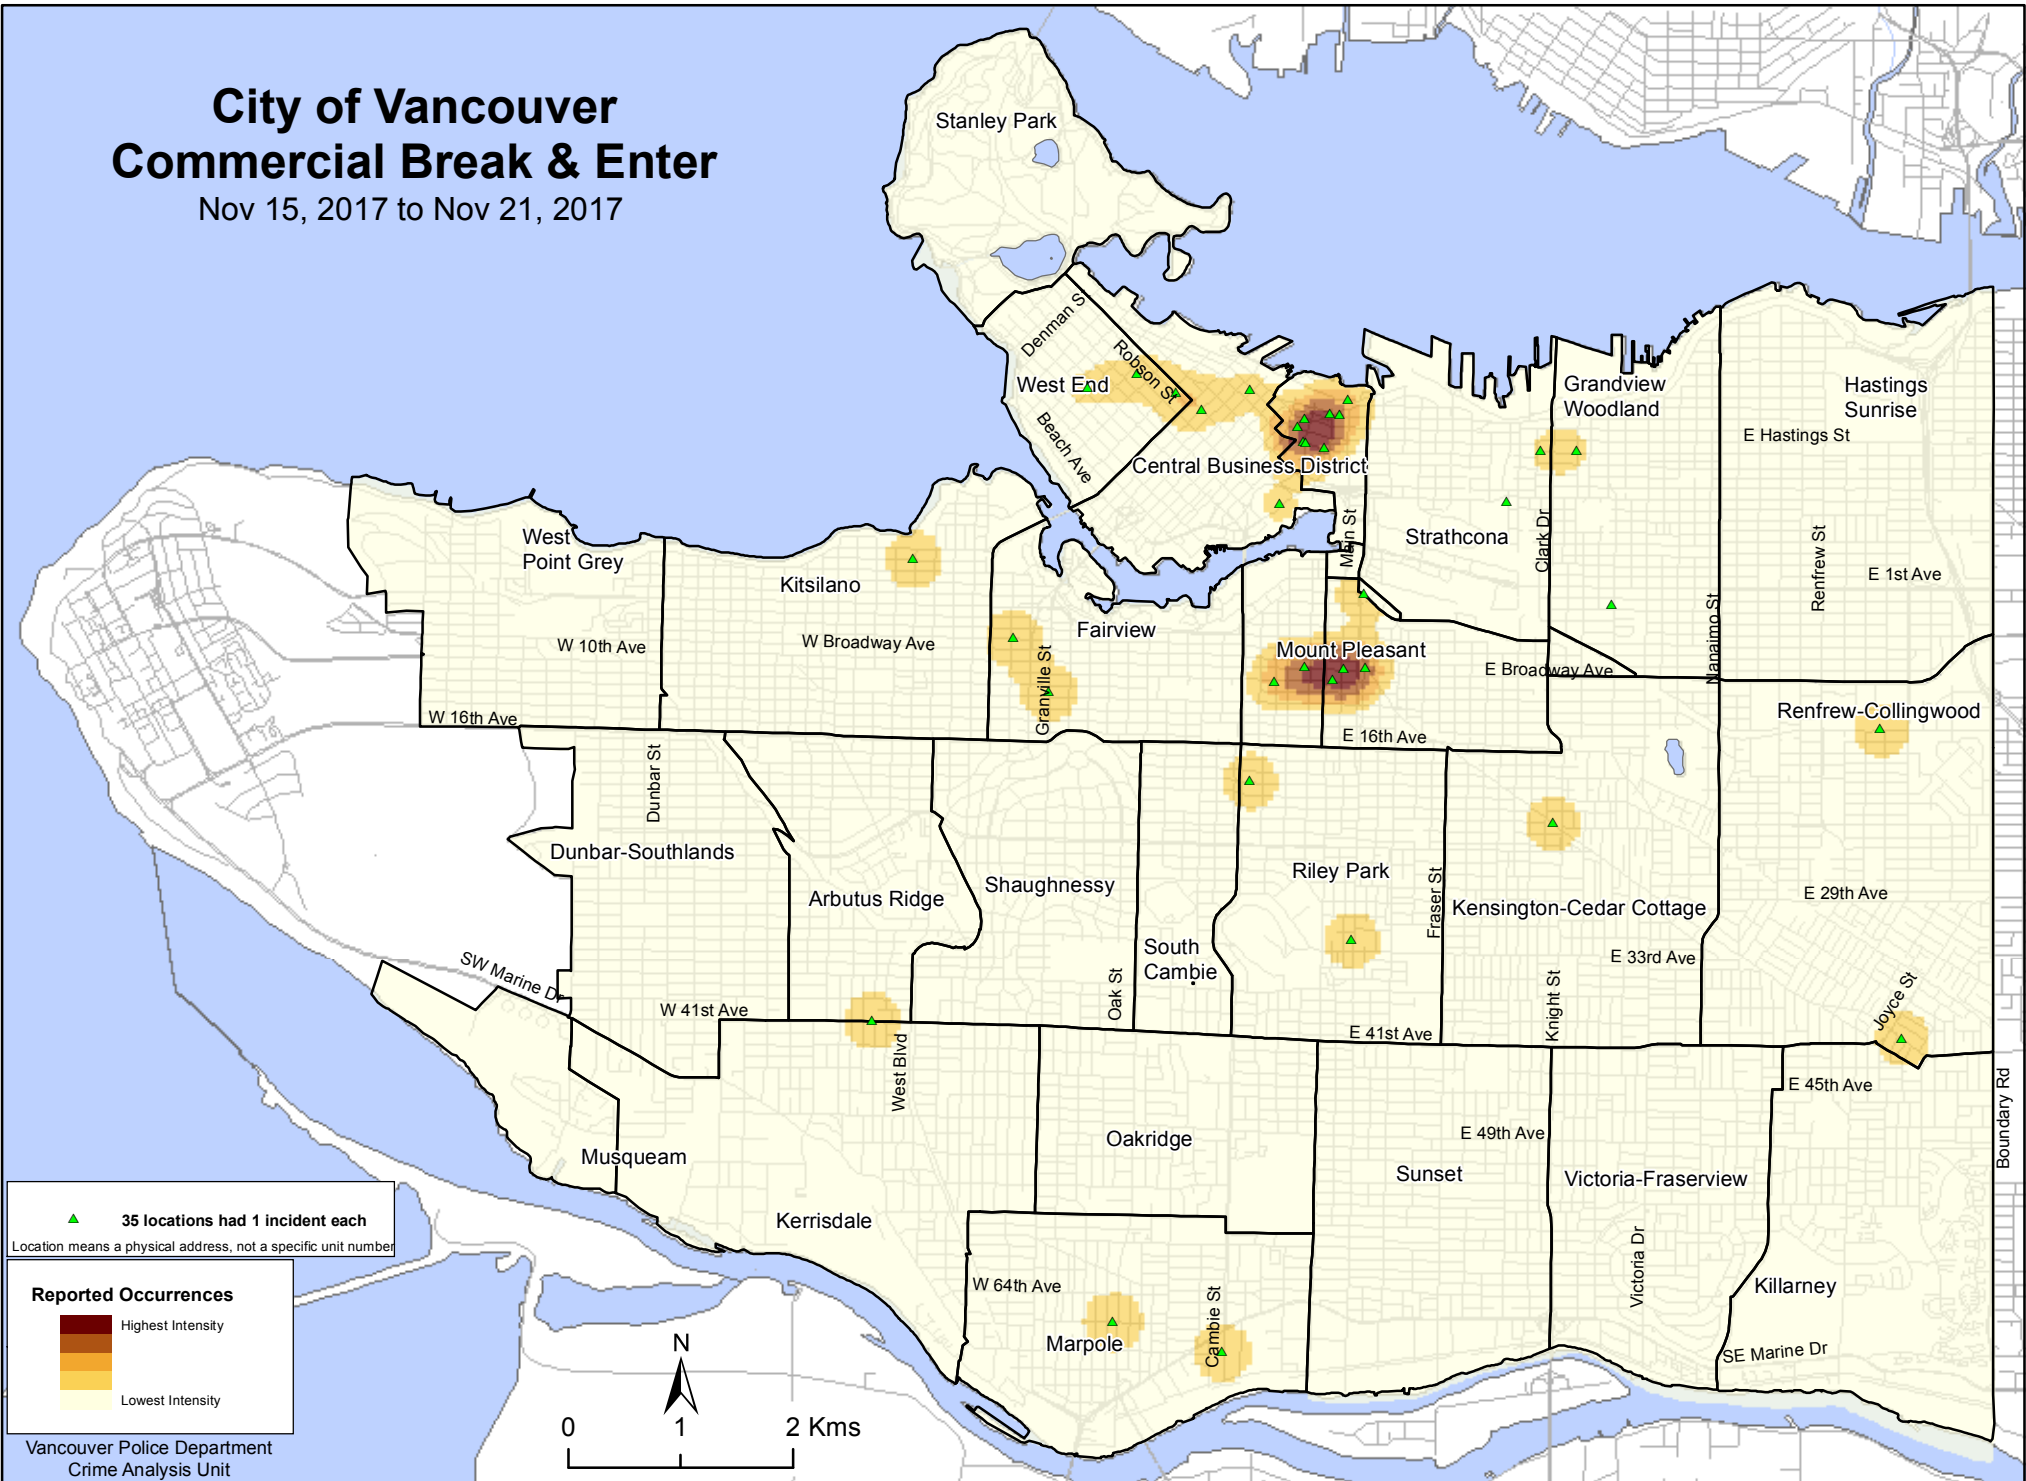 City of Vancouver
Commercial Break & Enter
Nov 15, 2017 to Nov 21, 2017
Stanley Park
Denman St
Robson St
West End
Beach Ave
Central Business District
Grandview
Woodland
Hastings
Sunrise
E Hastings St
Main St
Strathcona
Clark Dr
Nanaimo St
Renfrew St
E 1st Ave
West
Point Grey
Kitsilano
W 10th Ave
W Broadway Ave
Fairview
Granville St
Mount Pleasant
E Broadway Ave
W 16th Ave
E 16th Ave
Renfrew-Collingwood
Dunbar St
Dunbar-Southlands
Arbutus Ridge
Shaughnessy
South
Cambie
Oak St
Riley Park
Fraser St
Kensington-Cedar Cottage
E 29th Ave
E 33rd Ave
Knight St
Joyce St
SW Marine Dr
W 41st Ave
E 41st Ave
West Blvd
E 45th Ave
Boundary Rd
Musqueam
Kerrisdale
Oakridge
E 49th Ave
Sunset
Victoria-Fraserview
Victoria Dr
Killarney
W 64th Ave
Marpole
Cambie St
SE Marine Dr
35 locations had 1 incident each
Location means a physical address, not a specific unit number
Reported Occurrences
Highest Intensity
Lowest Intensity
Vancouver Police Department
Crime Analysis Unit
N
0 1 2 Kms